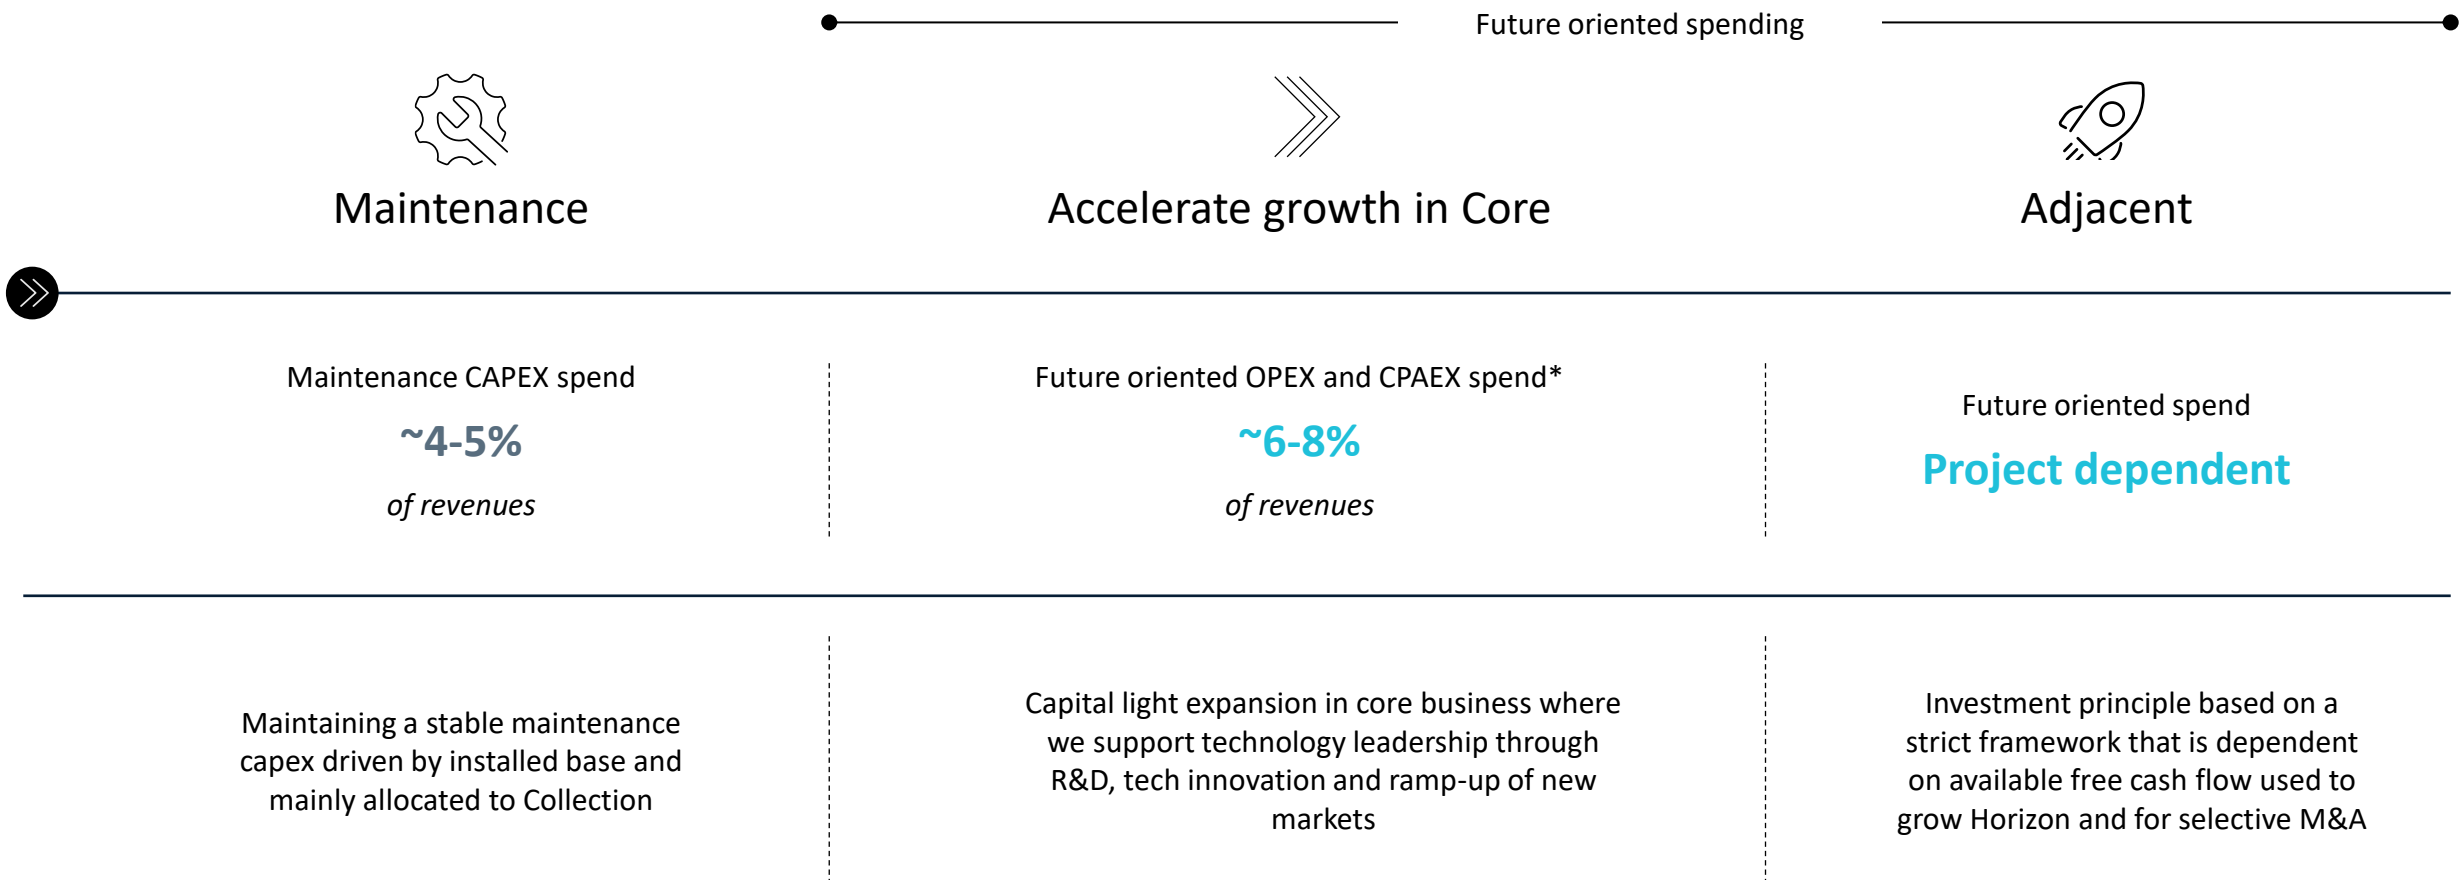 Future oriented spending
Maintenance
Accelerate growth in Core
Adjacent
Maintenance CAPEX spend
~4-5%
of revenues
Future oriented OPEX and CPAEX spend*
~6-8%
of revenues
Future oriented spend
Project dependent
Maintaining a stable maintenance
capex driven by installed base and
mainly allocated to Collection
Capital light expansion in core business where
we support technology leadership through
R&D, tech innovation and ramp-up of new
markets
Investment principle based on a
strict framework that is dependent
on available free cash flow used to
grow Horizon and for selective M&A